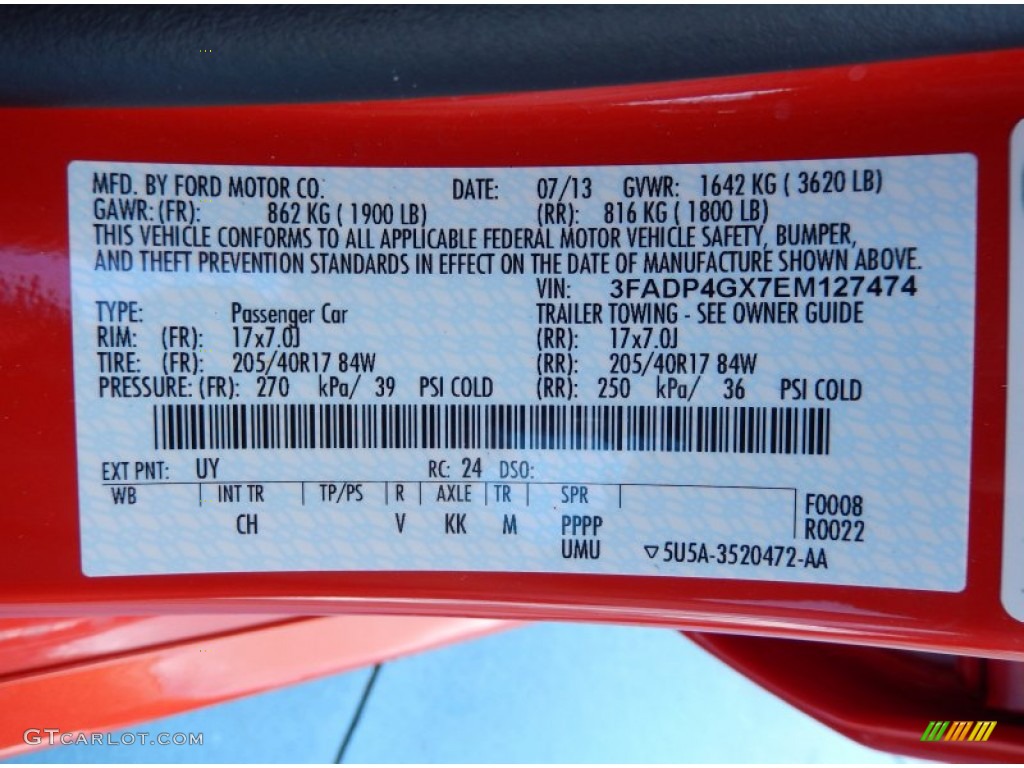 MFD. BY FORD MOTOR CO. DATE: 07/13 GVWR: 1642 KG ( 3620 LB)
GAWR: (FR): 862 KG ( 1900 LB) (RR): 816 KG ( 1800 LB)
THIS VEHICLE CONFORMS TO ALL APPLICABLE FEDERAL MOTOR VEHICLE SAFETY, BUMPER,
AND THEFT PREVENTION STANDARDS IN EFFECT ON THE DATE OF MANUFACTURE SHOWN ABOVE.
VIN: 3FADP4GX7EM127474
TYPE: Passenger Car TRAILER TOWING - SEE OWNER GUIDE
RIM: (FR): 17x7.0J (RR): 17x7.0J
TIRE: (FR): 205/40R17 84W (RR): 205/40R17 84W
PRESSURE: (FR): 270 kPa/ 39 PSI COLD (RR): 250 kPa/ 36 PSI COLD
EXT PNT: UY RC: 24 DSO:
WB INT TR TP/PS R AXLE TR SPR F0008
CH V KK M PPPP R0022
UMU ▽5U5A-3520472-AA
GTCARLOT.COM